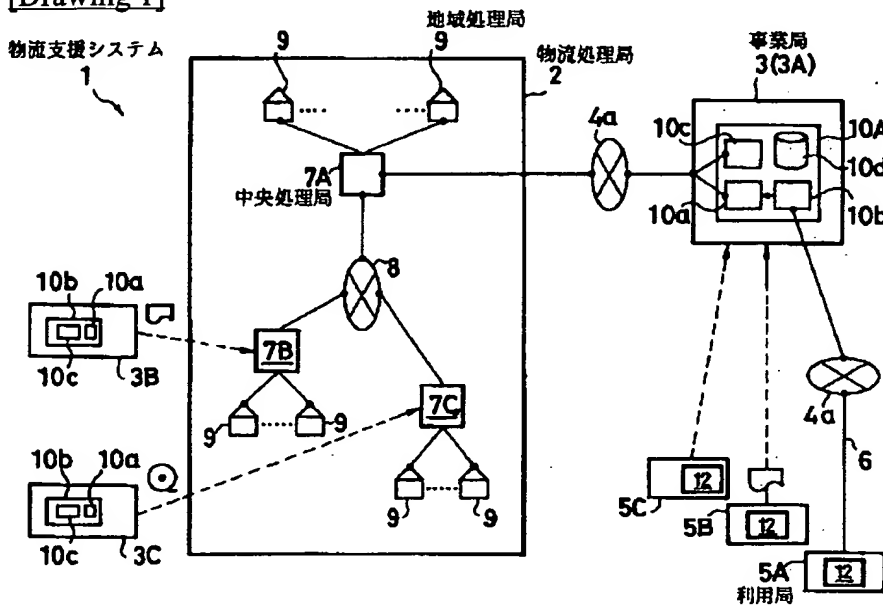 [Drawing 1]
物流支援システム
1
9
9
地域処理局
物流処理局
2
事業局
3(3A)
4a
10c
10A
10d
7A
中央処理局
10a
10b
8
10b 10a
10c
3B
7B
9
9
7C
4a
6
10b 10a
10c
3C
9
9
5C
12
5B
12
5A
12
利用局